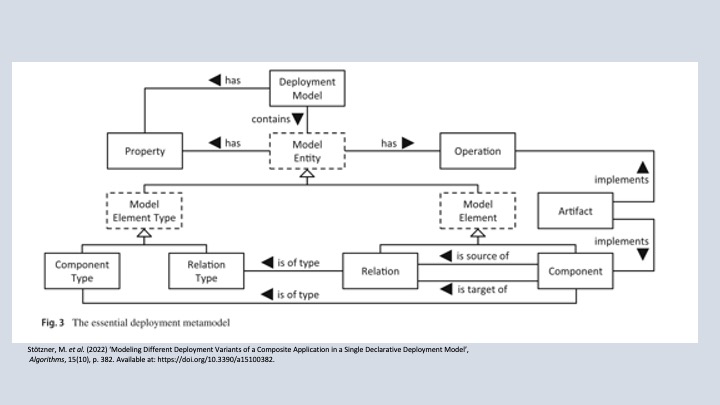 has
Deployment
Model
contains
Property
has
Model
Entity
has
Operation
implements
Model
Element Type
Model
Element
Artifact
implements
Component
Type
Relation
Type
is of type
Relation
is source of
is target of
Component
is of type
Fig. 3 The essential deployment metamodel
Stötzner, M. et al. (2022) 'Modeling Different Deployment Variants of a Composite Application in a Single Declarative Deployment Model',
Algorithms, 15(10), p. 382. Available at: https://doi.org/10.3390/a15100382.